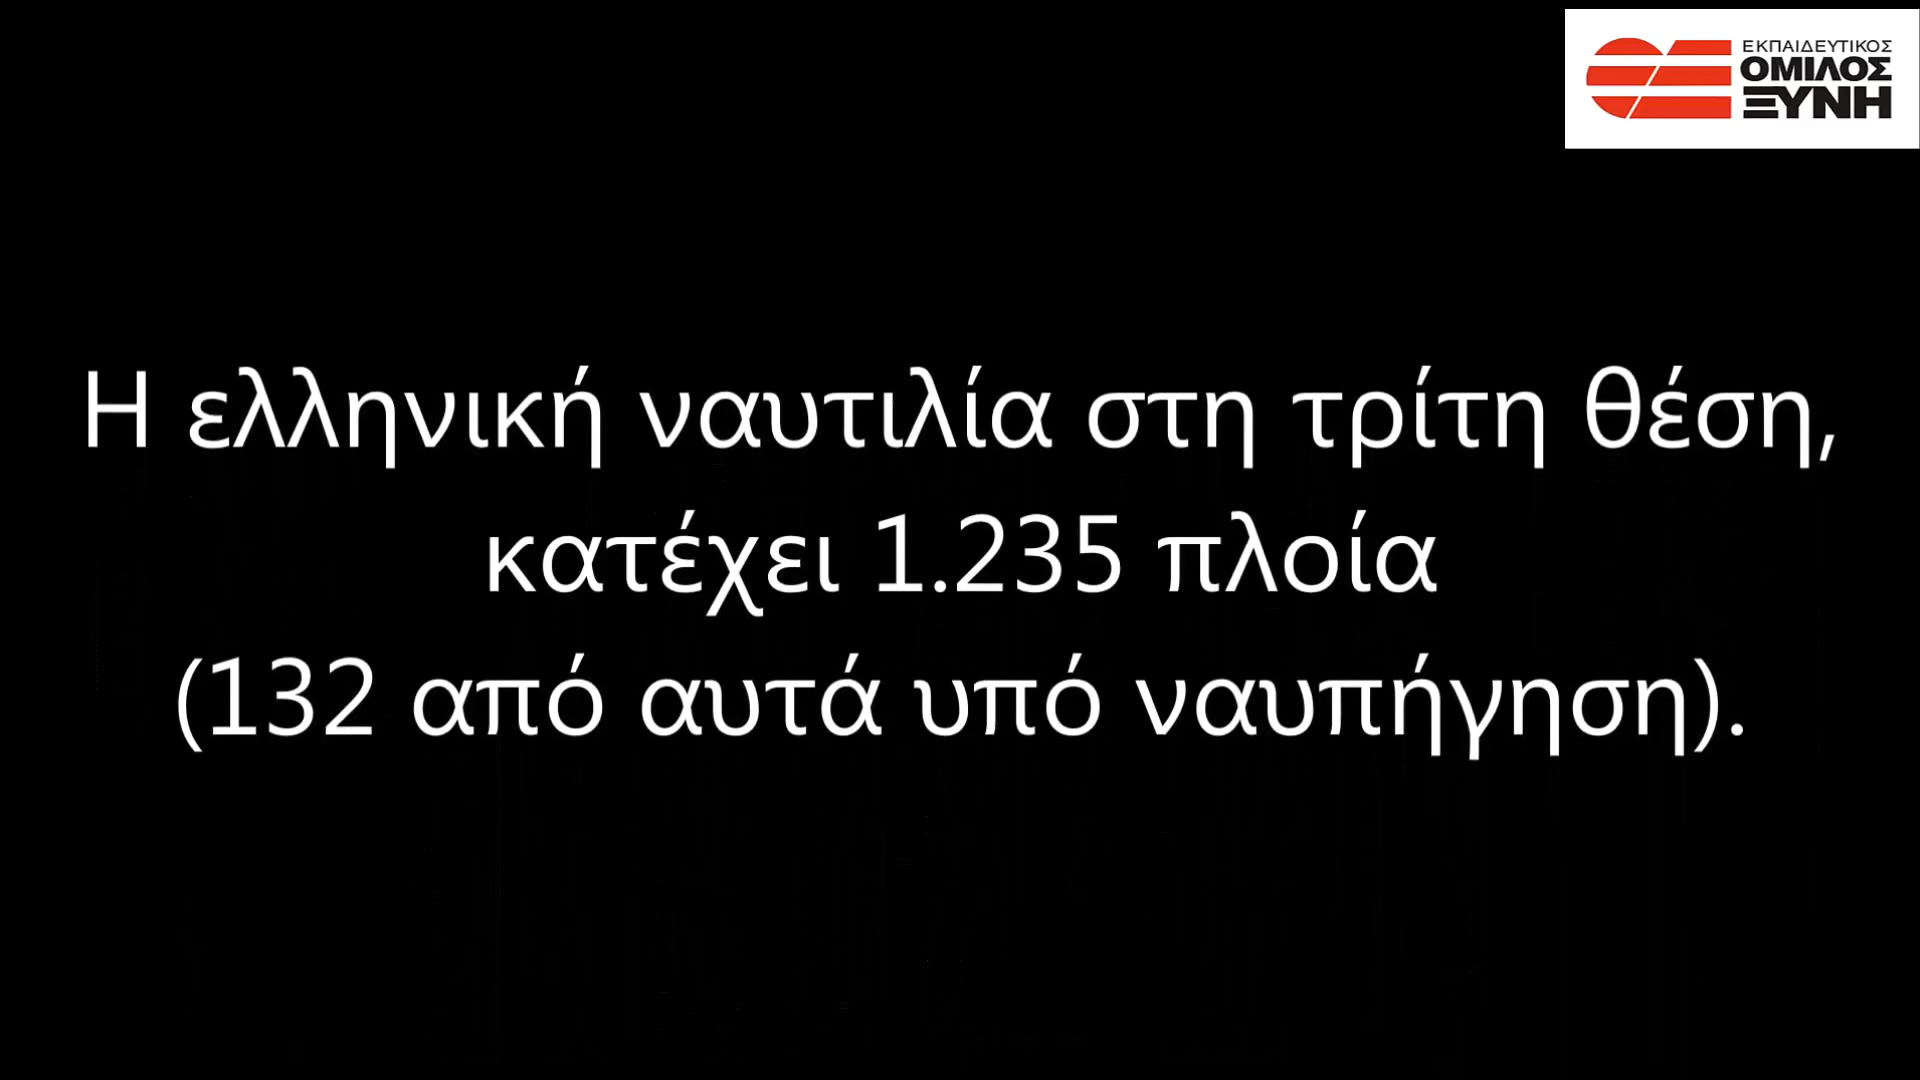 ΕΚΠΑΙΔΕΥΤΙΚΟΣ
ΟΜΙΛΟΣ
ΞΥΝΗ
Η ελληνική ναυτιλία στη τρίτη θέση,
κατέχει 1.235 πλοία
(132 από αυτά υπό ναυπήγηση).